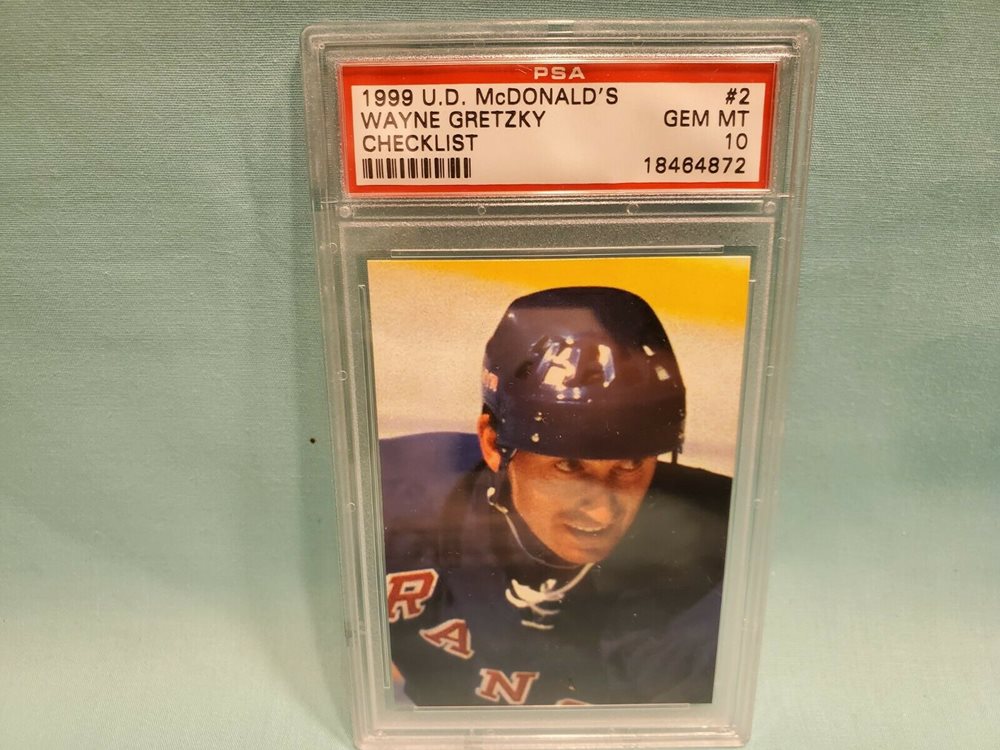 PSA
1999 U.D. McDONALD'S #2
WAYNE GRETZKY GEM MT
CHECKLIST 10
18464872
RAN